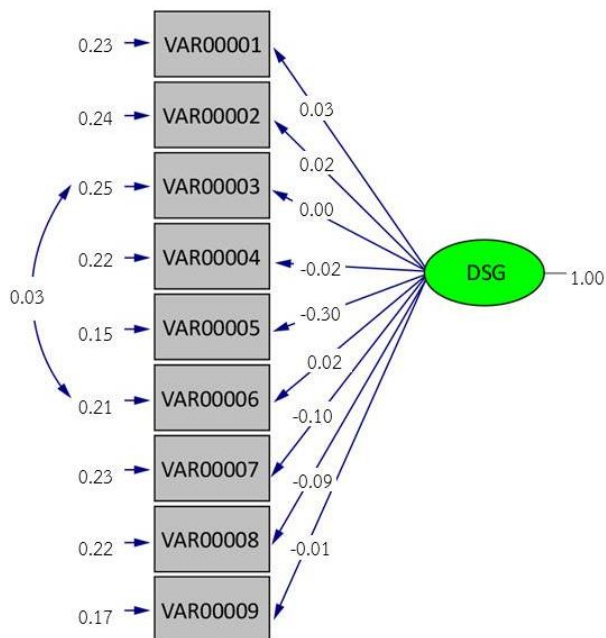 0.23
VAR00001
0.03
0.24
VAR00002
0.02
0.25
VAR00003
0.00
0.22
VAR00004
-0.02
DSG
1.00
0.03
0.15
VAR00005
-0.30
0.21
VAR00006
0.02
0.23
VAR00007
-0.10
0.22
VAR00008
-0.09
0.17
VAR00009
-0.01